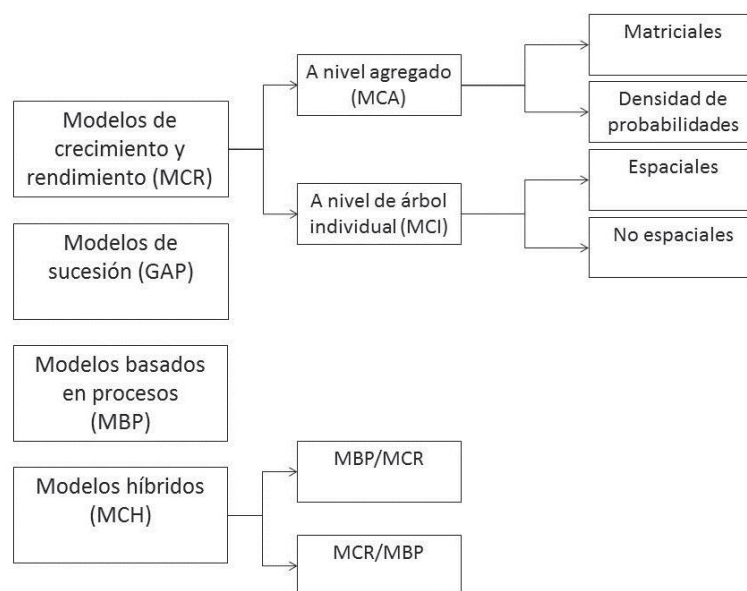 Modelos de
crecimiento y
rendimiento (MCR)
A nivel agregado
(MCA)
Matriciales
Densidad de
probabilidades
A nivel de árbol
individual (MCI)
Espaciales
No espaciales
Modelos de
sucesión (GAP)
Modelos basados
en procesos
(MBP)
Modelos híbridos
(MCH)
MBP/MCR
MCR/MBP